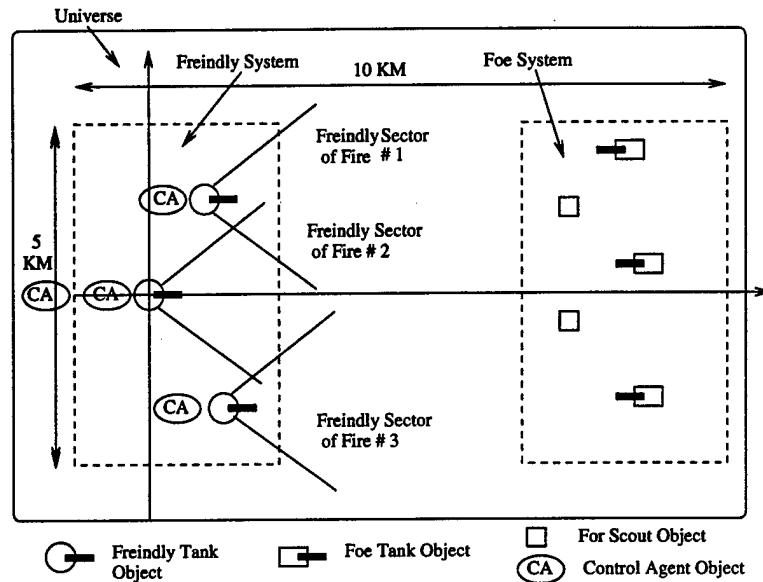 Universe
Freindly System
10 KM
Foe System
Freindly Sector
of Fire # 1
CA
Freindly Sector
of Fire # 2
5
KM
CA
CA
CA
Freindly Sector
of Fire # 3
Freindly Tank
Object
Foe Tank Object
For Scout Object
CA
Control Agent Object